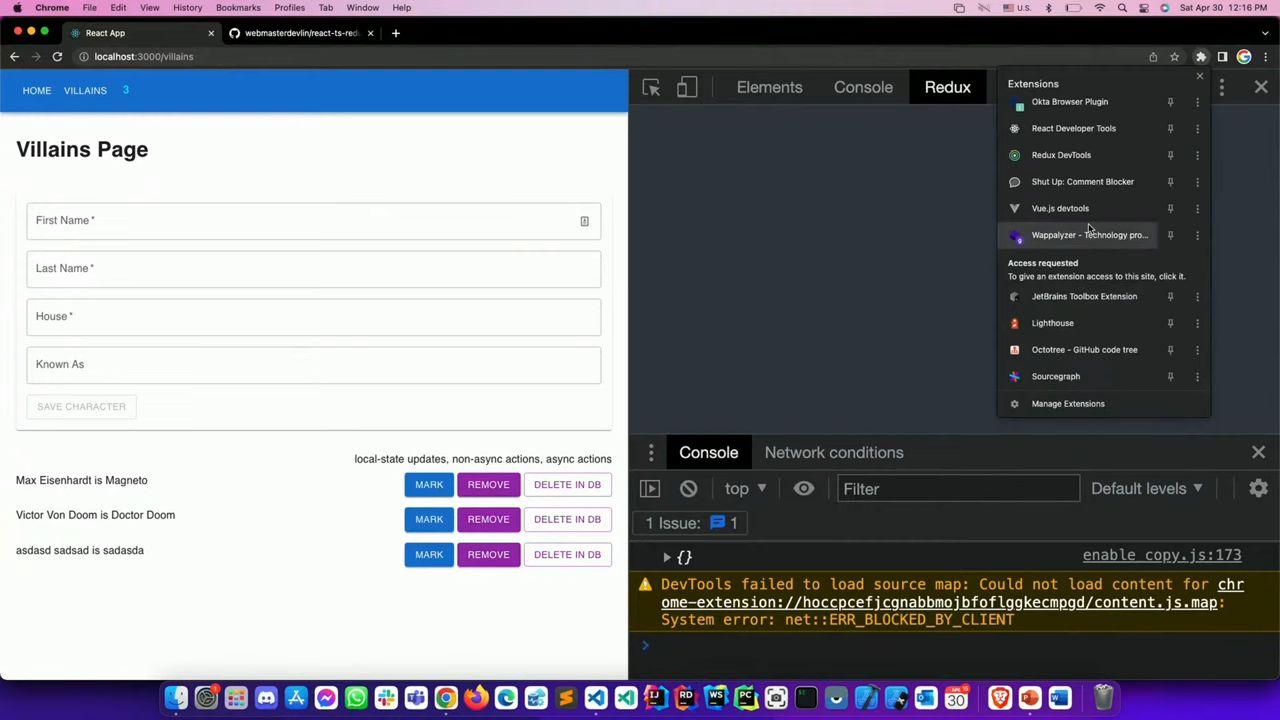 Chrome File Edit View History Bookmarks Profiles Tab Window Help U.S. Sat Apr 30 12:16 PM
React App webmasterdevlin/react-ts-red
localhost:3000/villains
HOME VILLAINS 3
Villains Page
First Name *
Last Name *
House *
Known As
SAVE CHARACTER
local-state updates, non-async actions, async actions
Max Eisenhardt is Magneto MARK REMOVE DELETE IN DB
Victor Von Doom is Doctor Doom MARK REMOVE DELETE IN DB
asdasd sadsad is sadasda MARK REMOVE DELETE IN DB
Elements Console Redux
Extensions
Okta Browser Plugin
React Developer Tools
Redux DevTools
Shut Up: Comment Blocker
Vue.js devtools
Wappalyzer - Technology pro...
Access requested
To give an extension access to this site, click it.
JetBrains Toolbox Extension
Lighthouse
Octotree - GitHub code tree
Sourcegraph
Manage Extensions
Console Network conditions
top Filter Default levels
1 Issue: 1
{} enable_copy.js:173
DevTools failed to load source map: Could not load content for chr
ome-extension://hoccpcefjcgnabbmojbfoflggkecmpgd/content.js.map:
System error: net::ERR_BLOCKED_BY_CLIENT